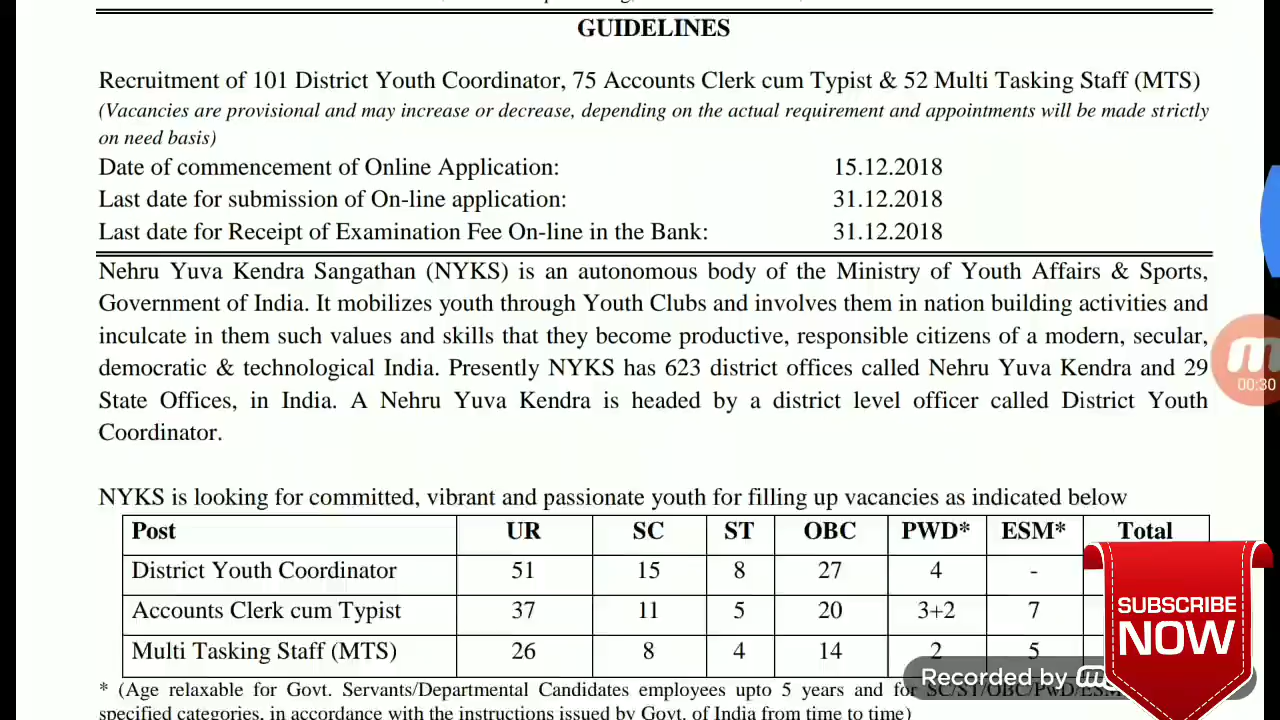 GUIDELINES
Recruitment of 101 District Youth Coordinator, 75 Accounts Clerk cum Typist & 52 Multi Tasking Staff (MTS)
(Vacancies are provisional and may increase or decrease, depending on the actual requirement and appointments will be made strictly
on need basis)
Date of commencement of Online Application: 15.12.2018
Last date for submission of On-line application: 31.12.2018
Last date for Receipt of Examination Fee On-line in the Bank: 31.12.2018
Nehru Yuva Kendra Sangathan (NYKS) is an autonomous body of the Ministry of Youth Affairs & Sports,
Government of India. It mobilizes youth through Youth Clubs and involves them in nation building activities and
inculcate in them such values and skills that they become productive, responsible citizens of a modern, secular,
democratic & technological India. Presently NYKS has 623 district offices called Nehru Yuva Kendra and 29
State Offices, in India. A Nehru Yuva Kendra is headed by a district level officer called District Youth
Coordinator.
00:30
NYKS is looking for committed, vibrant and passionate youth for filling up vacancies as indicated below
Post UR SC ST OBC PWD* ESM* Total
District Youth Coordinator 51 15 8 27 4 -
Accounts Clerk cum Typist 37 11 5 20 3+2 7
Multi Tasking Staff (MTS) 26 8 4 14 2 5
SUBSCRIBE
NOW
Recorded by
* (Age relaxable for Govt. Servants/Departmental Candidates employees upto 5 years and for SC/ST/OBC/PwD/ESM
specified categories, in accordance with the instructions issued by Govt. of India from time to time)